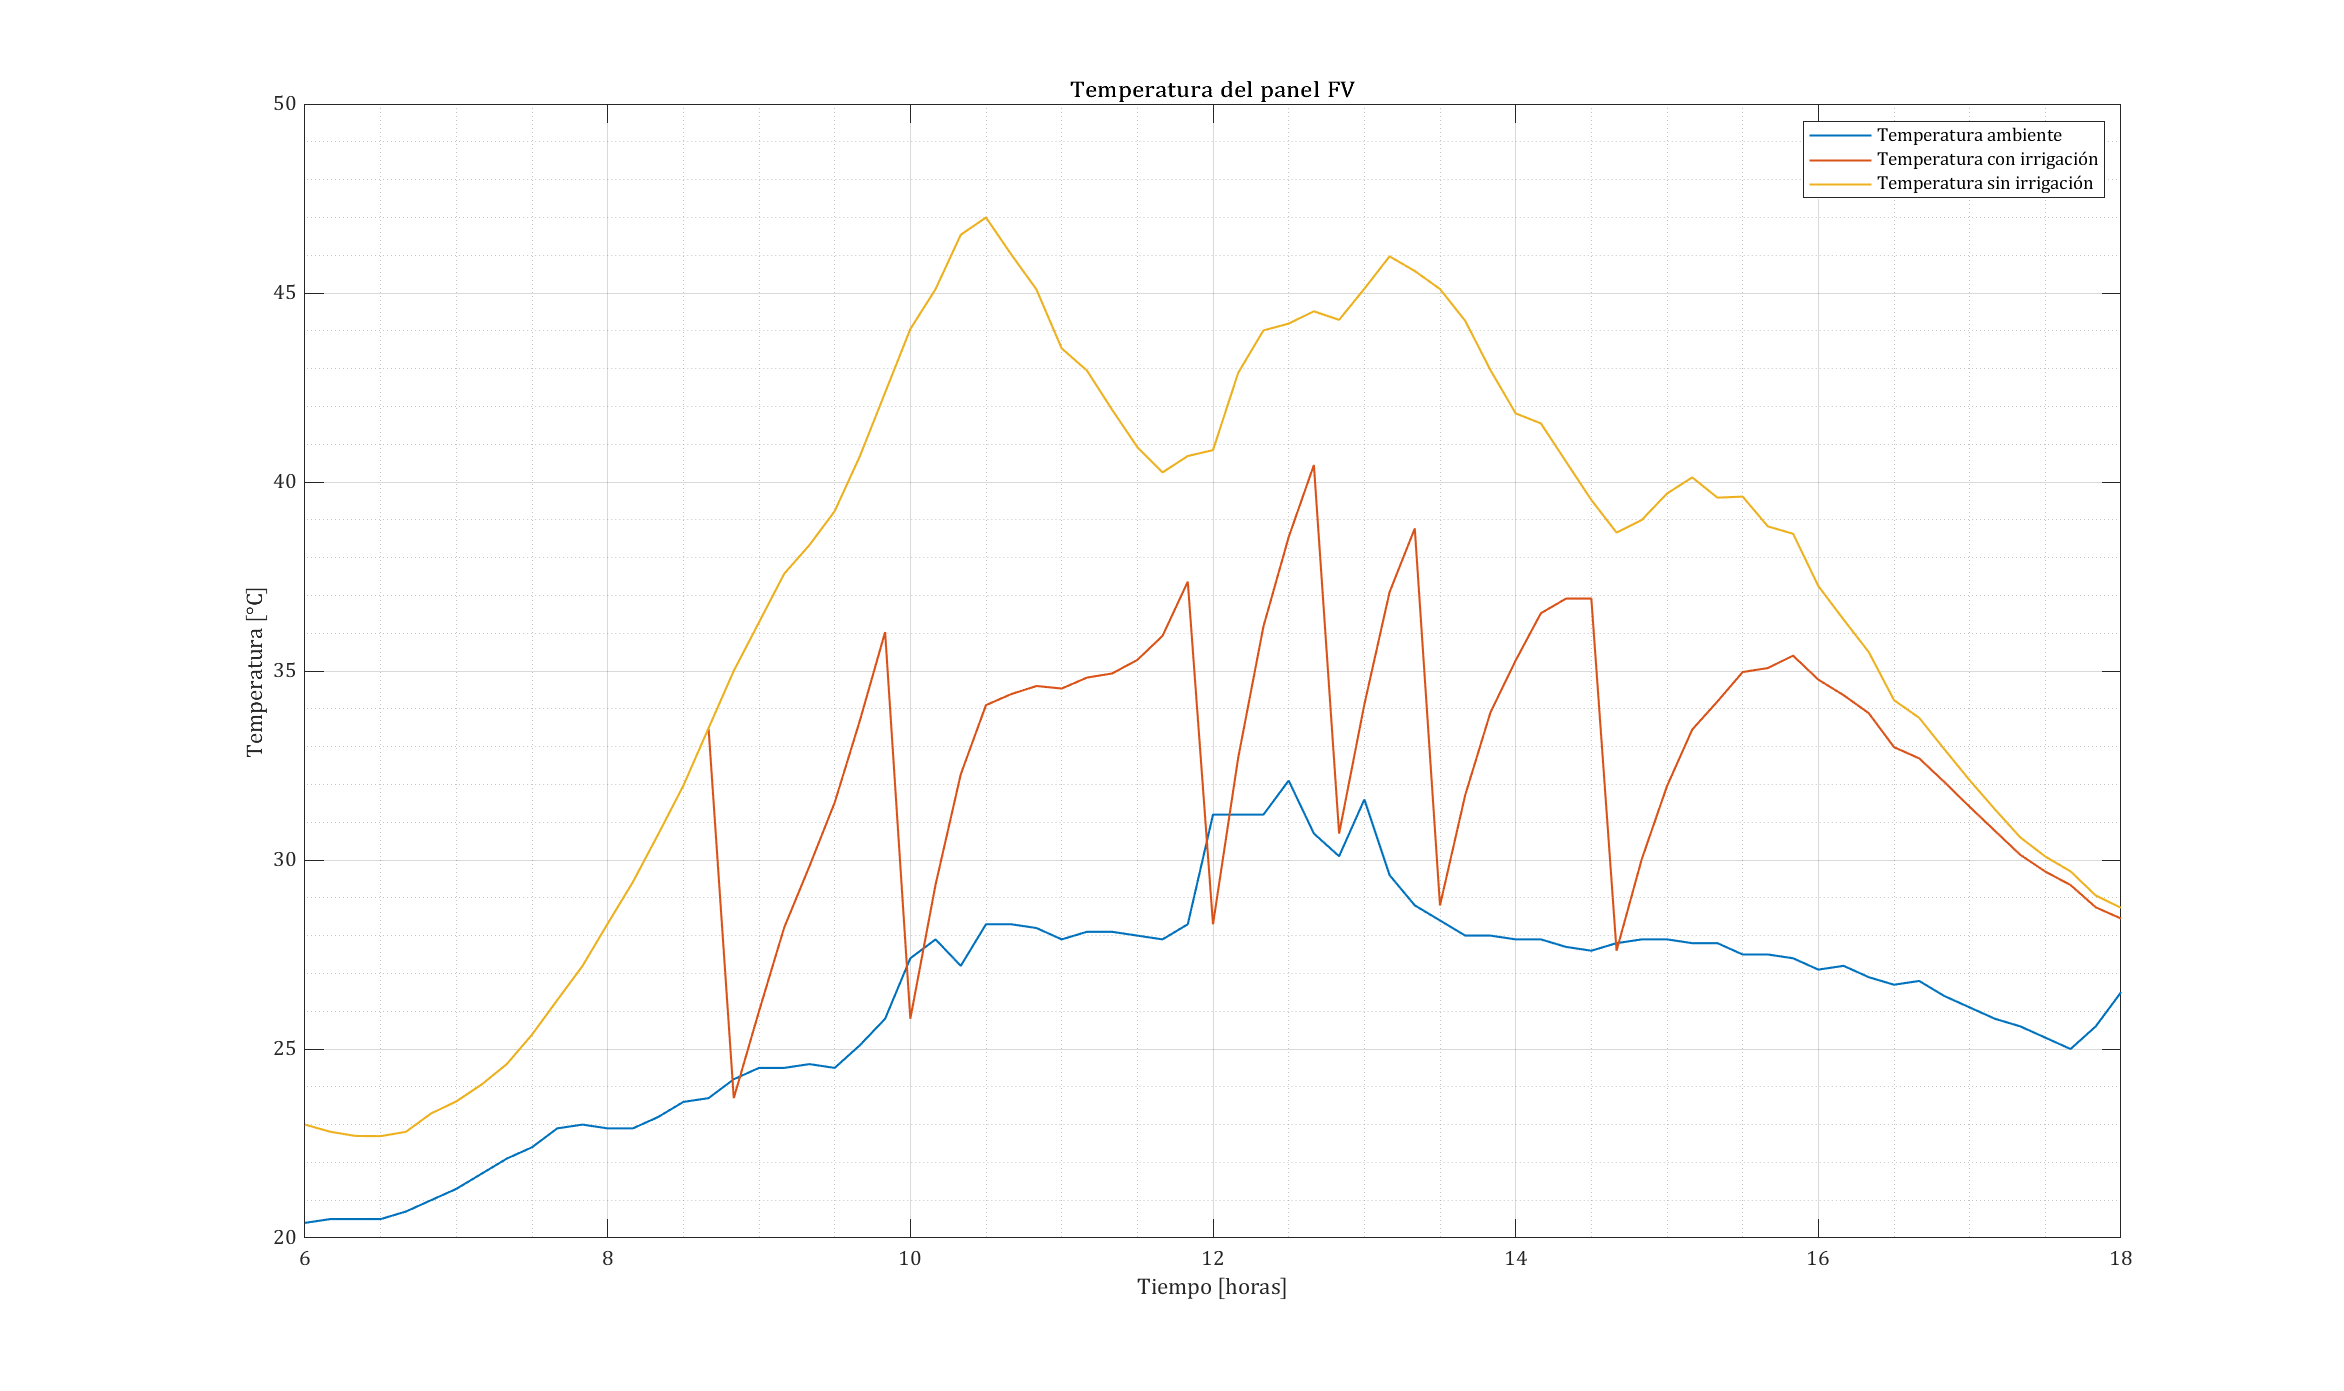 Temperatura del panel FV
50
45
40
35
30
25
20
Temperatura [°C]
Temperatura ambiente
Temperatura con irrigación
Temperatura sin irrigación
6 8 10 12 14 16 18
Tiempo [horas]